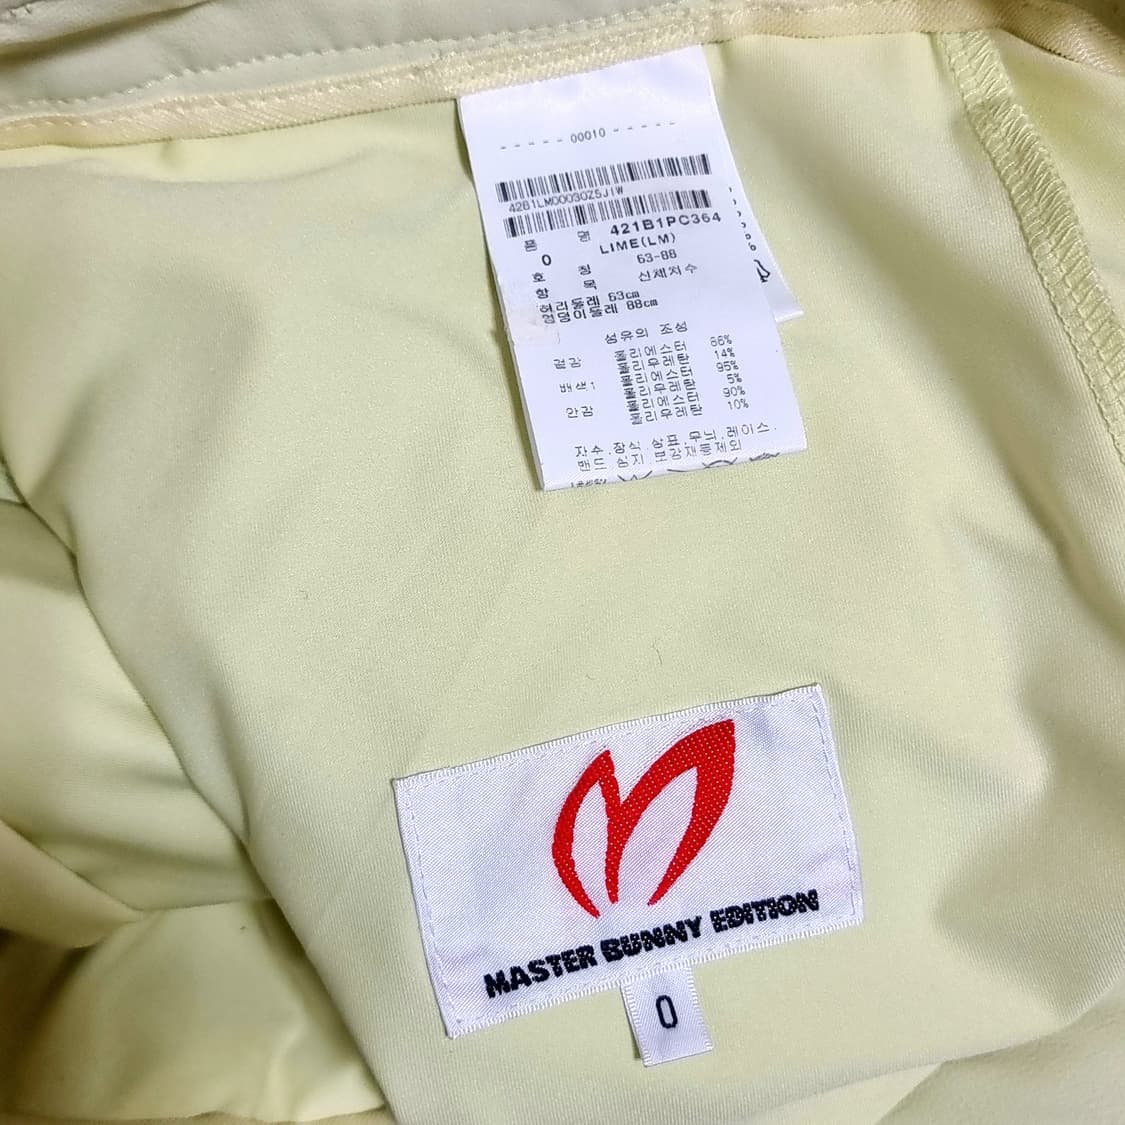 - - - - - 00010 - - - - -
42B1LM00030Z5JIW
품 명 421B1PC364
LIME(LM)
0 63-88
호 칭 신체치수
항 목
허리둘레 63cm
엉덩이둘레 88cm
섬유의 조성
겉감 폴리에스터 86%
폴리우레탄 14%
배색1 폴리에스터 95%
폴리우레탄 5%
안감 폴리에스터 90%
폴리우레탄 10%
자수.장식.상표.무늬.레이스.
밴드 심지 보강재등제외
MASTER BUNNY EDITION
0